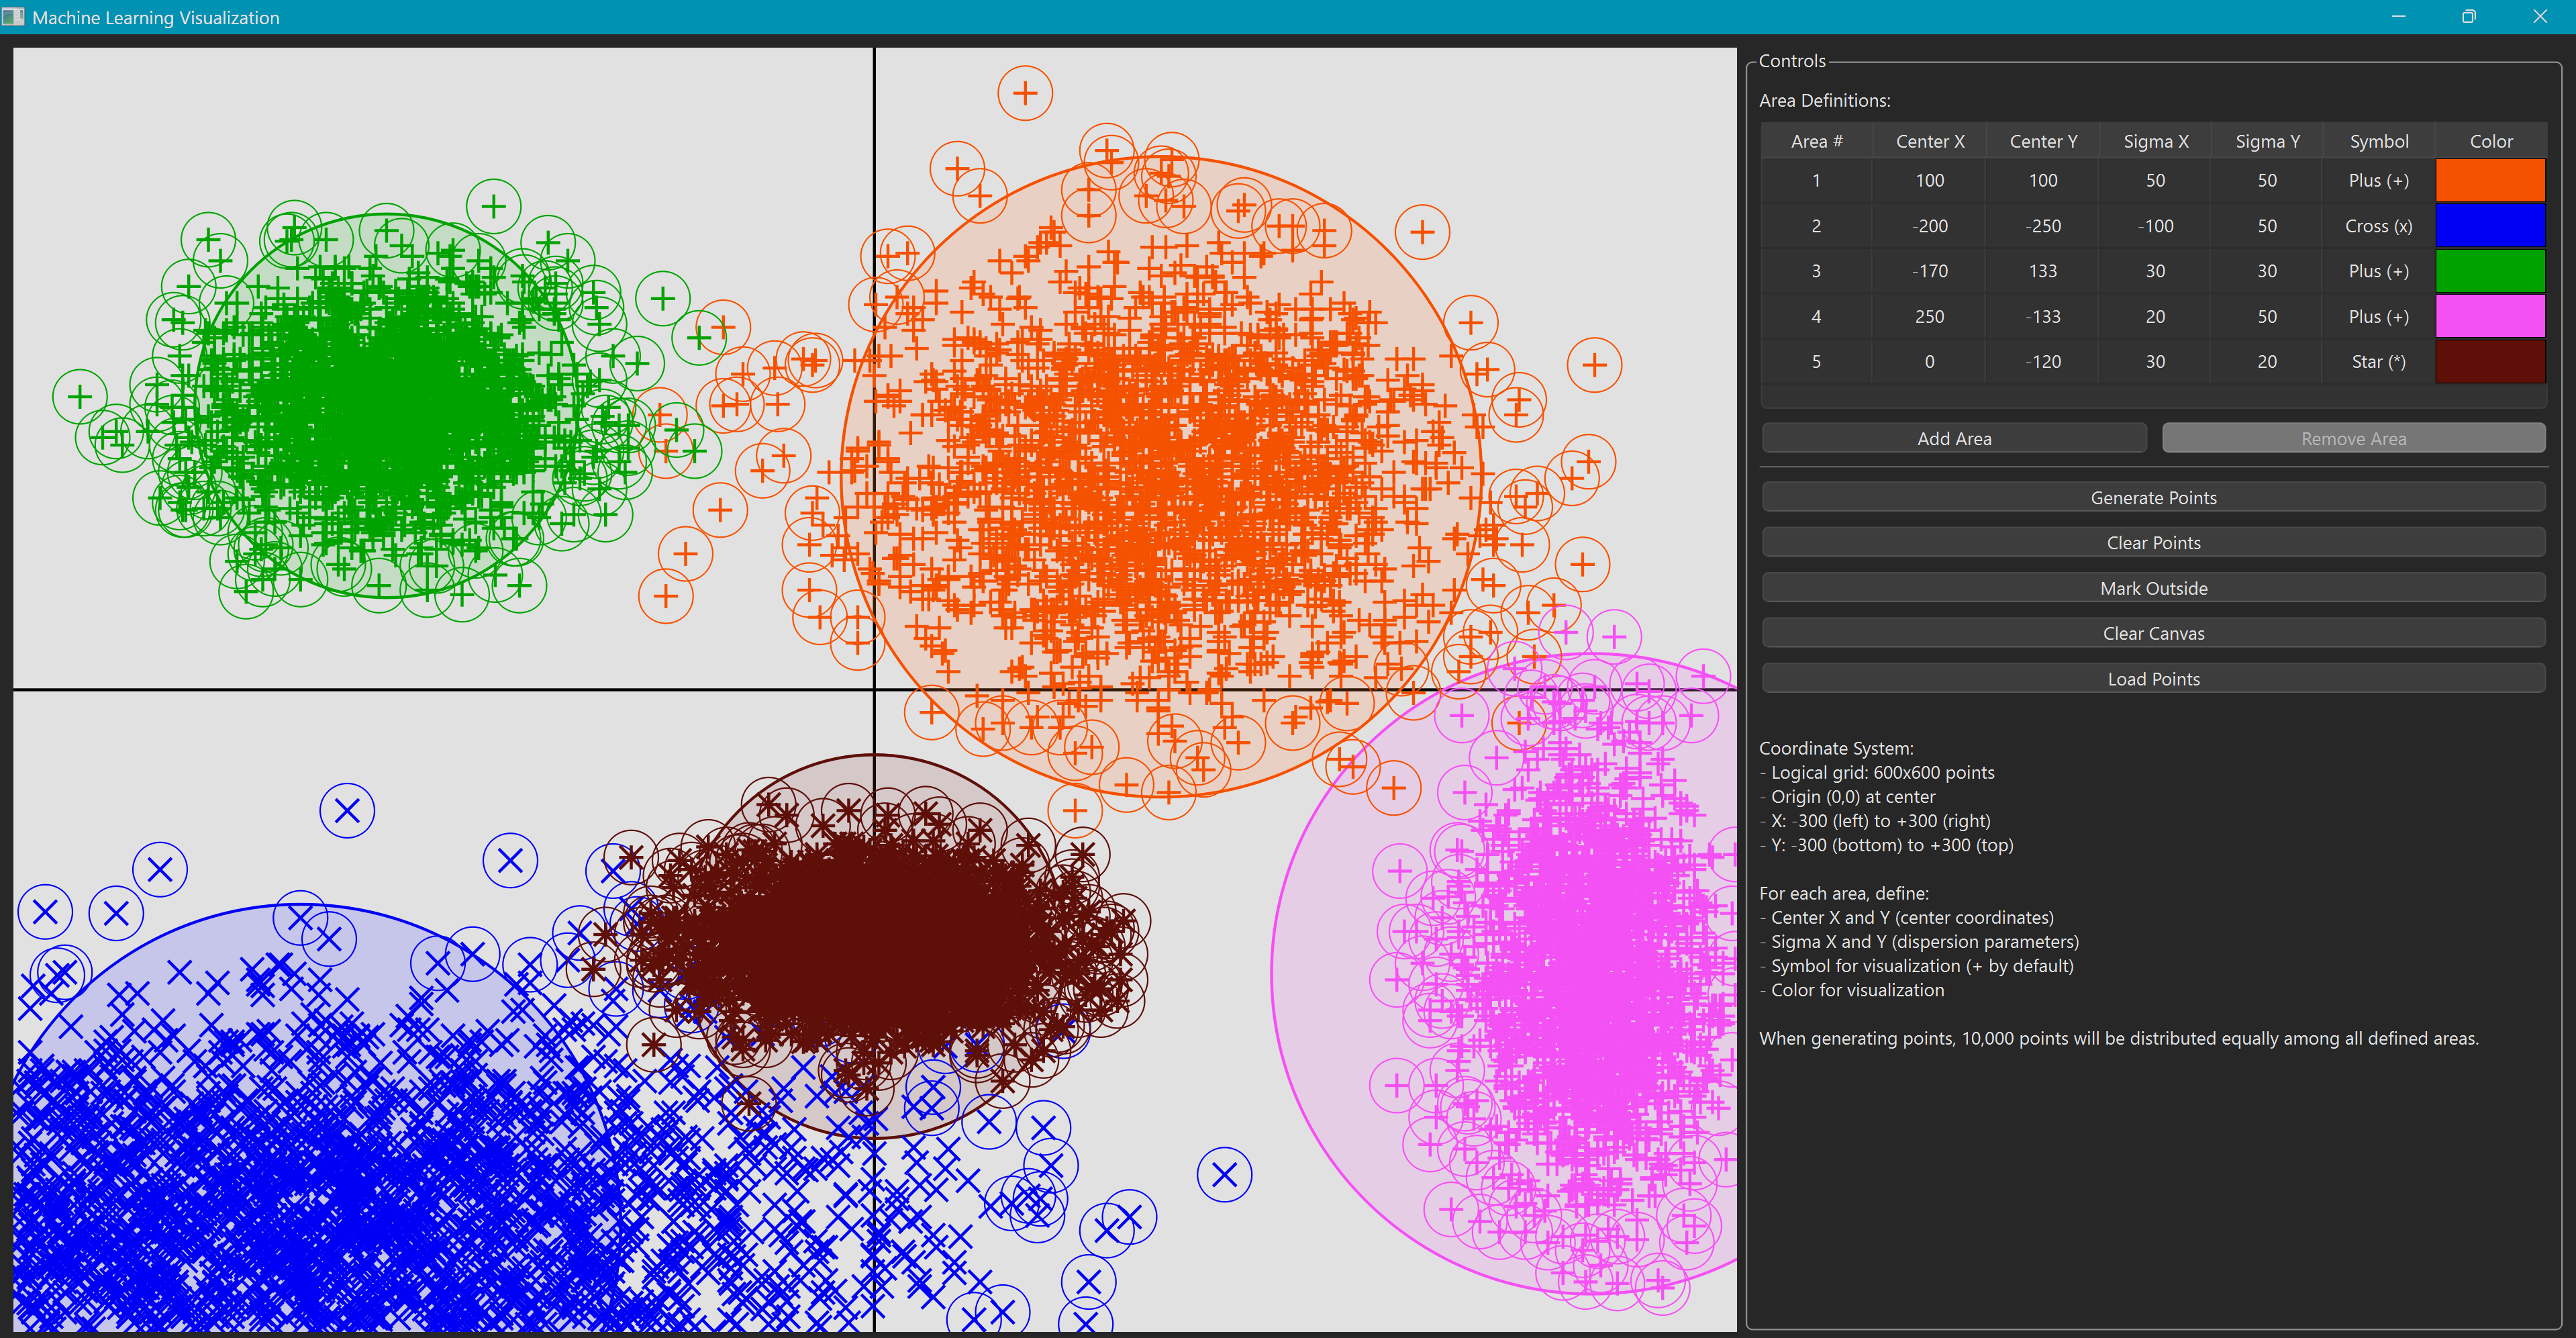 Machine Learning Visualization
Controls
Area Definitions:
Area # Center X Center Y Sigma X Sigma Y Symbol Color
1 100 100 50 50 Plus (+)
2 -200 -250 -100 50 Cross (x)
3 -170 133 30 30 Plus (+)
4 250 -133 20 50 Plus (+)
5 0 -120 30 20 Star (*)
Add Area Remove Area
Generate Points
Clear Points
Mark Outside
Clear Canvas
Load Points
Coordinate System:
- Logical grid: 600x600 points
- Origin (0,0) at center
- X: -300 (left) to +300 (right)
- Y: -300 (bottom) to +300 (top)
For each area, define:
- Center X and Y (center coordinates)
- Sigma X and Y (dispersion parameters)
- Symbol for visualization (+ by default)
- Color for visualization
When generating points, 10,000 points will be distributed equally among all defined areas.